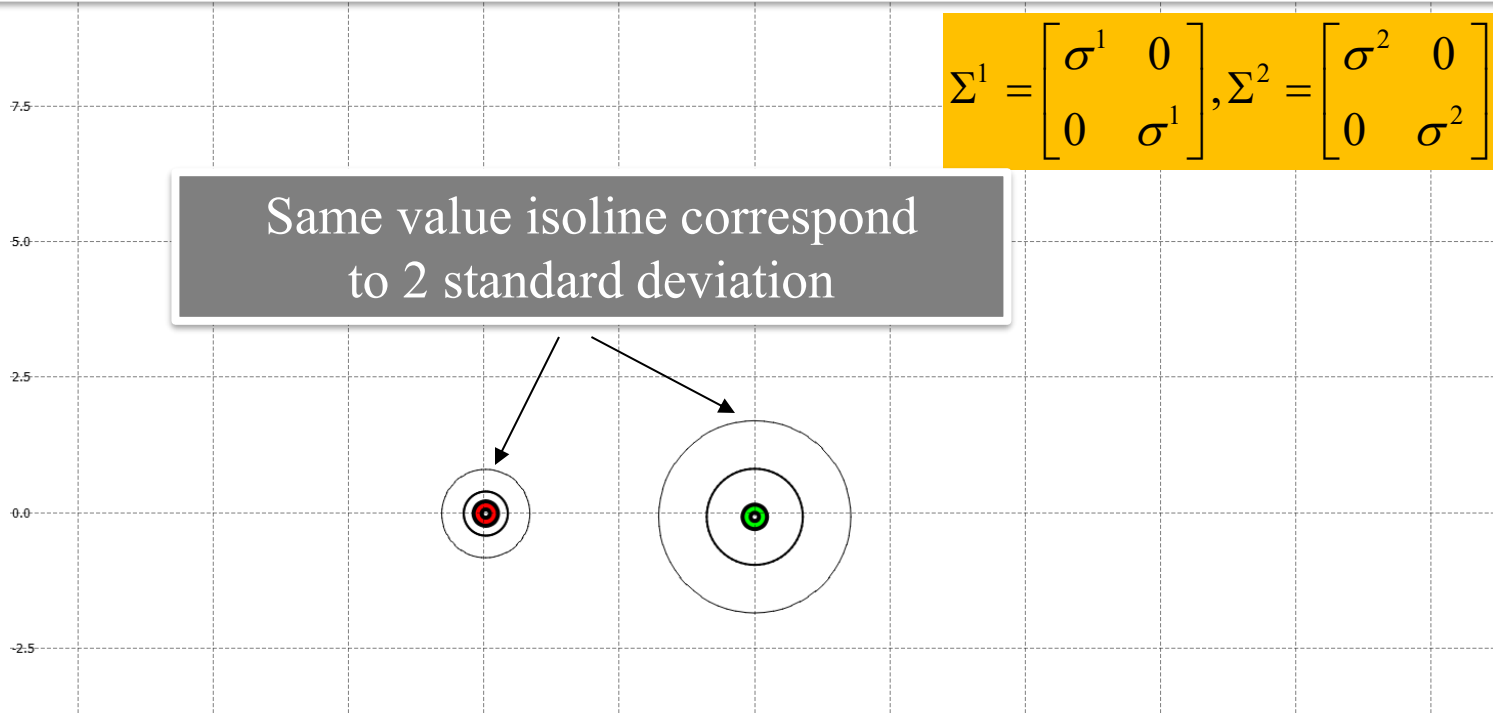 Σ¹ = [σ¹ 0; 0 σ¹], Σ² = [σ² 0; 0 σ²]
7.5
Same value isoline correspond
to 2 standard deviation
5.0
2.5
0.0
-2.5